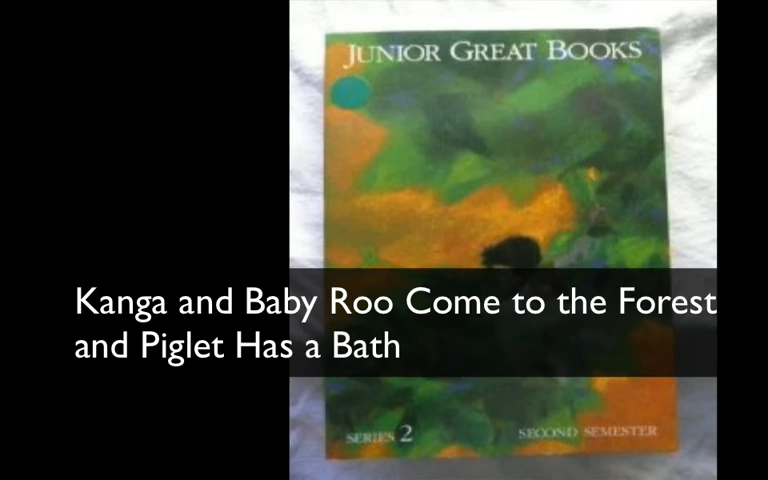 JUNIOR GREAT BOOKS
Kanga and Baby Roo Come to the Forest
and Piglet Has a Bath
SERIES 2 SECOND SEMESTER